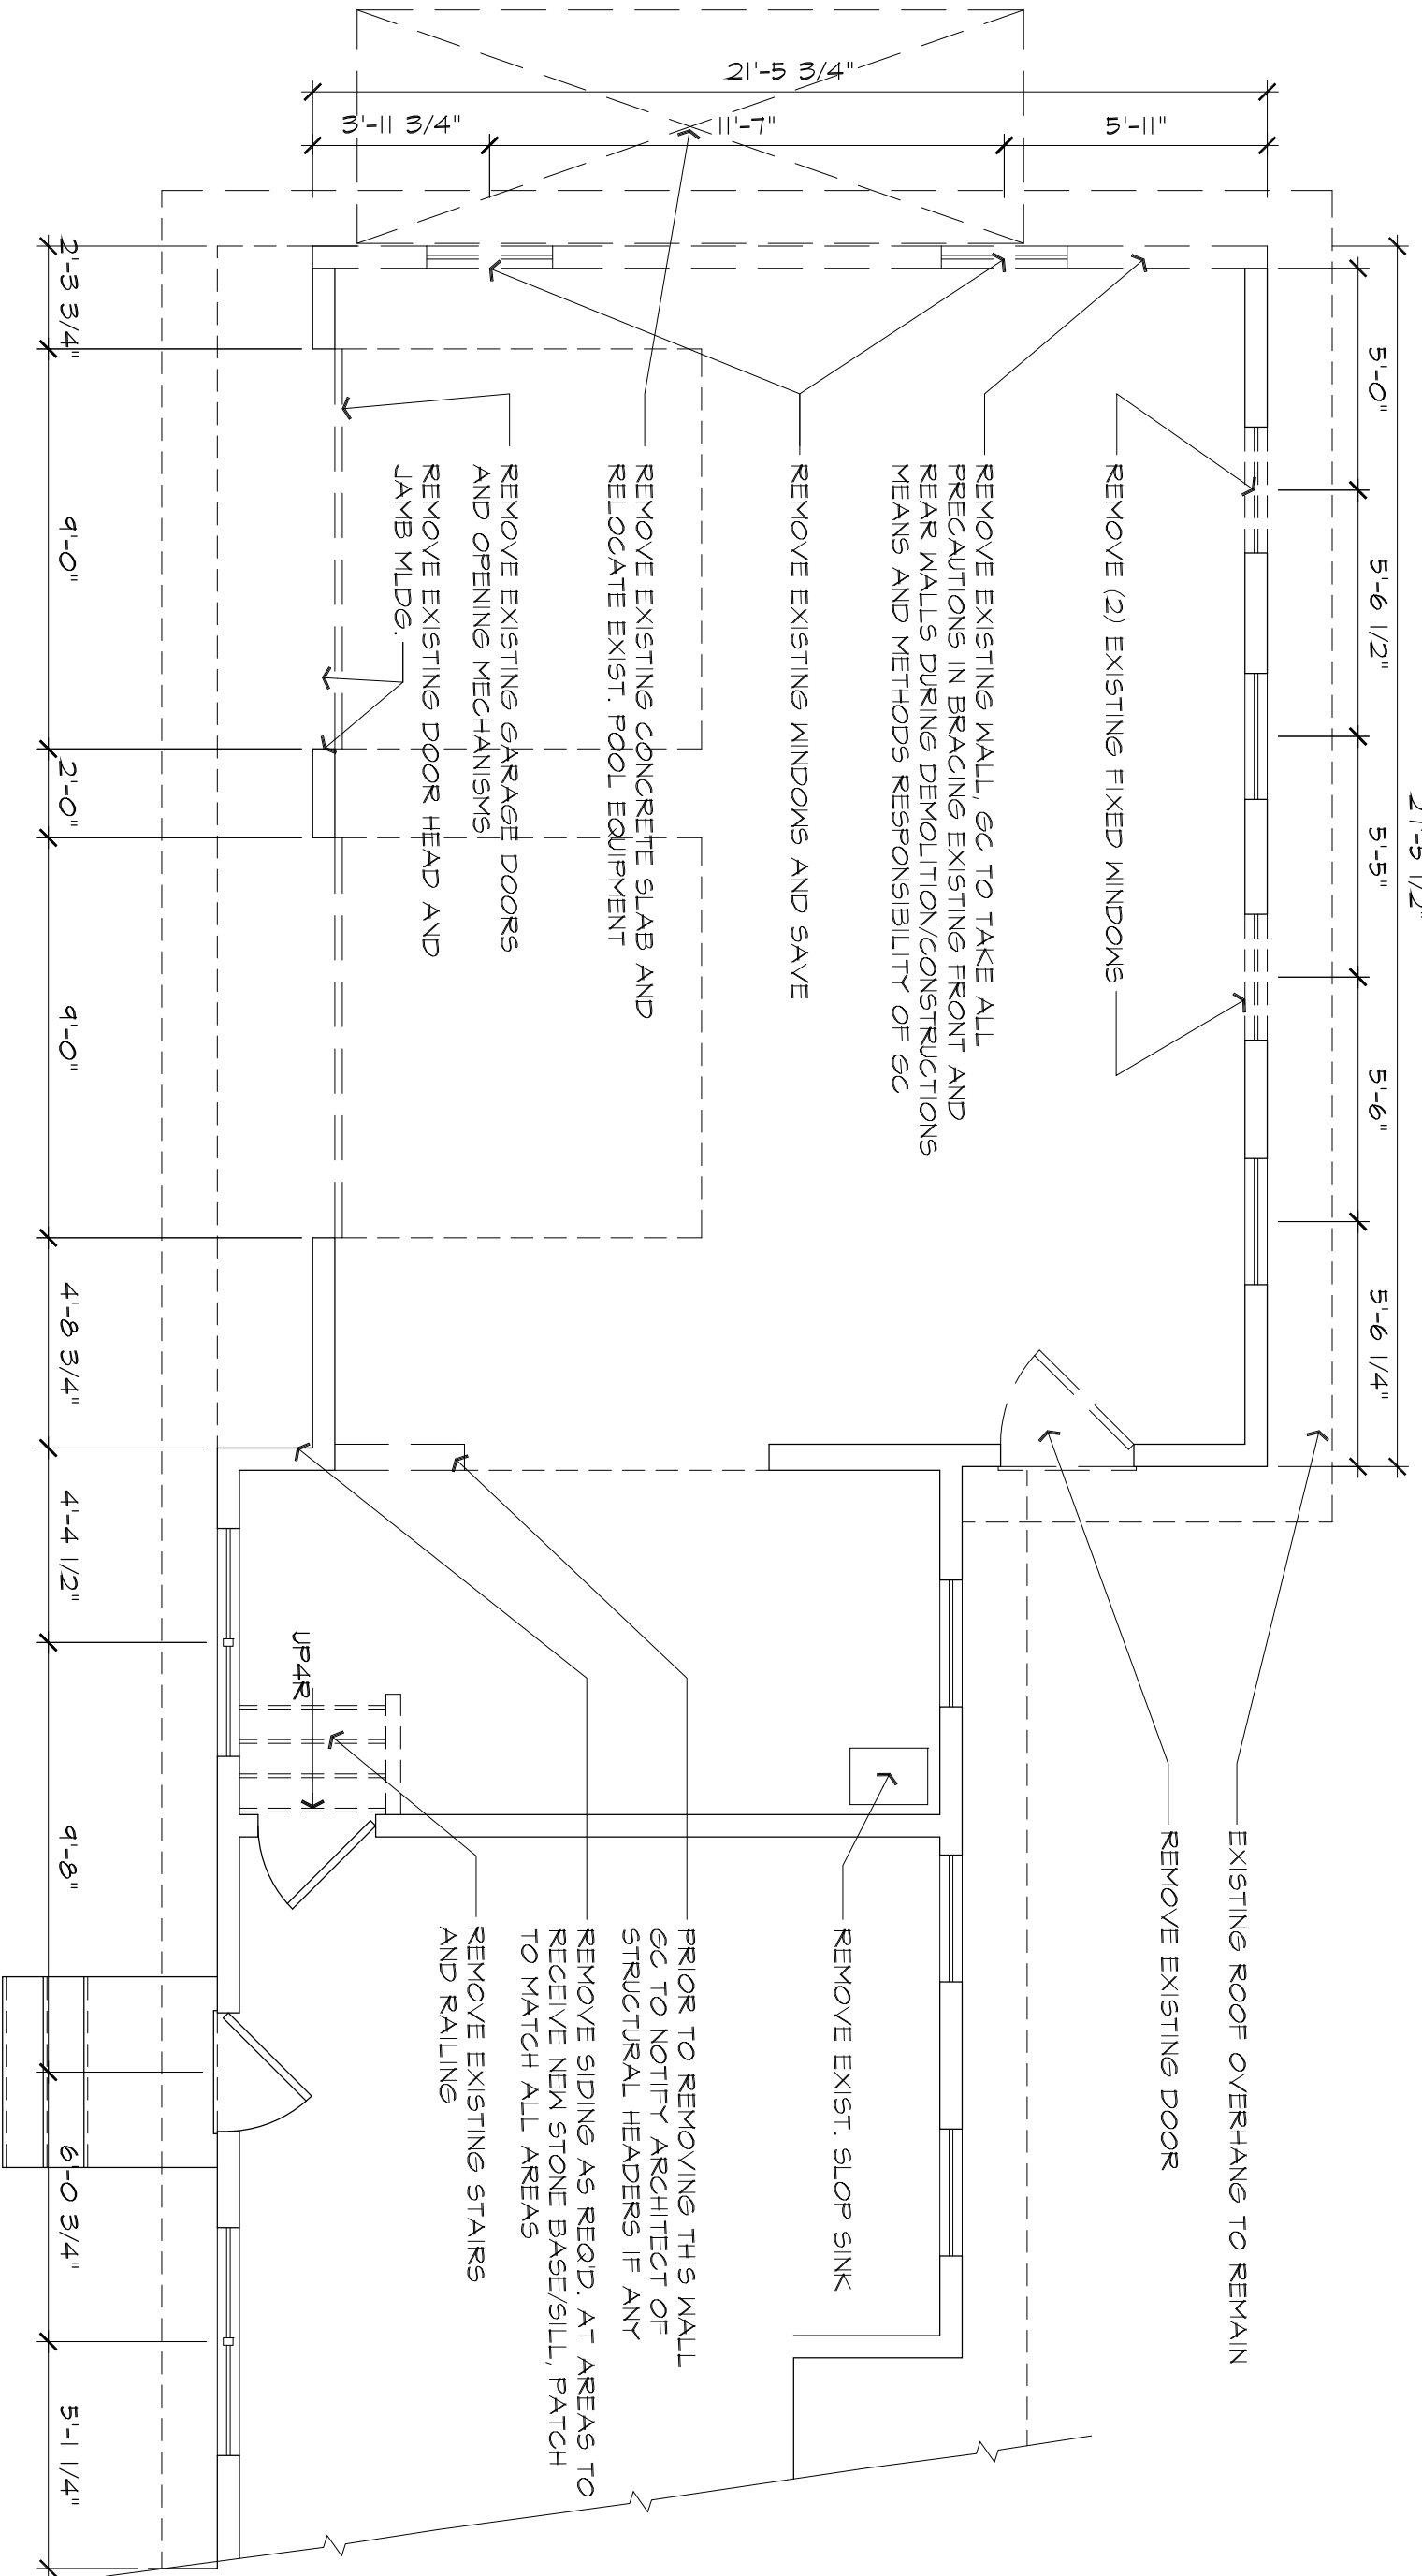 27'-5 1/2"
5'-0"
5'-6 1/2"
5'-5"
5'-6"
5'-6 1/4"
21'-5 3/4"
5'-11"
11'-7"
3'-11 3/4"
REMOVE (2) EXISTING FIXED WINDOWS
REMOVE EXISTING WALL, GC TO TAKE ALL
PRECAUTIONS IN BRACING EXISTING FRONT AND
REAR WALLS DURING DEMOLITION/CONSTRUCTIONS
MEANS AND METHODS RESPONSIBILITY OF GC
REMOVE EXISTING WINDOWS AND SAVE
REMOVE EXISTING CONCRETE SLAB AND
RELOCATE EXIST. POOL EQUIPMENT
REMOVE EXISTING GARAGE DOORS
AND OPENING MECHANISMS
REMOVE EXISTING DOOR HEAD AND
JAMB MLDG.
EXISTING ROOF OVERHANG TO REMAIN
REMOVE EXISTING DOOR
REMOVE EXIST. SLOP SINK
PRIOR TO REMOVING THIS WALL
GC TO NOTIFY ARCHITECT OF
STRUCTURAL HEADERS IF ANY
REMOVE SIDING AS REQ'D. AT AREAS TO
RECEIVE NEW STONE BASE/SILL, PATCH
TO MATCH ALL AREAS
REMOVE EXISTING STAIRS
AND RAILING
UP4R
2'-3 3/4"
9'-0"
2'-0"
9'-0"
4'-8 3/4"
4'-4 1/2"
9'-8"
6'-0 3/4"
5'-1 1/4"